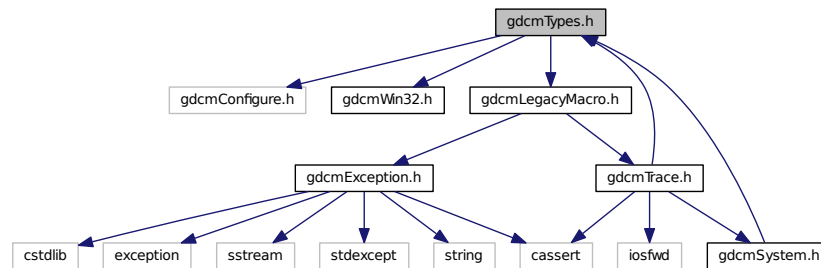 gdcmTypes.h
gdcmConfigure.h
gdcmWin32.h
gdcmLegacyMacro.h
gdcmException.h
gdcmTrace.h
cstdlib
exception
sstream
stdexcept
string
cassert
iosfwd
gdcmSystem.h